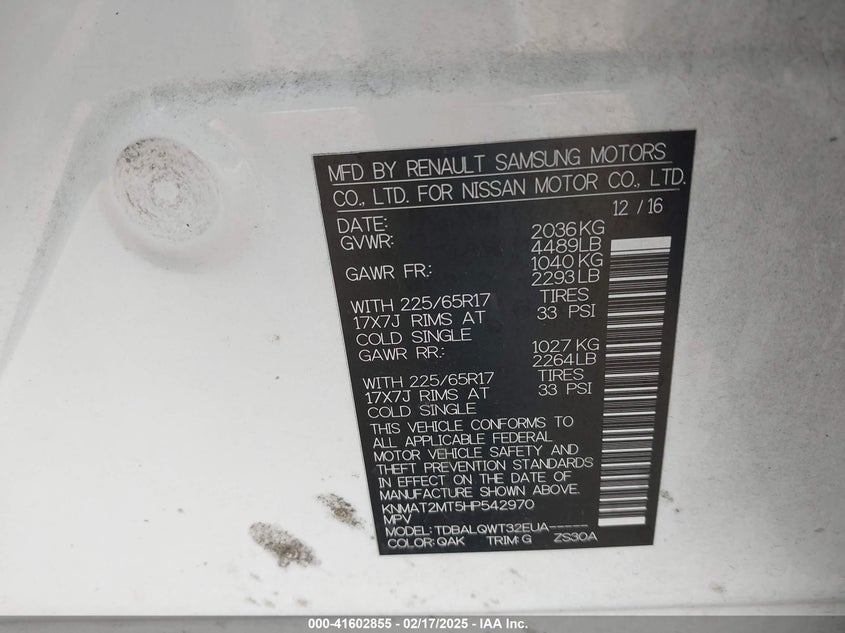 MFD BY RENAULT SAMSUNG MOTORS
CO., LTD. FOR NISSAN MOTOR CO., LTD.
DATE: 12 / 16
GVWR: 2036 KG
4489LB
GAWR FR.: 1040 KG
2293 LB
WITH 225/65R17 TIRES
17X7J RIMS AT 33 PSI
COLD SINGLE
GAWR RR.: 1027 KG
2264 LB
WITH 225/65R17 TIRES
17X7J RIMS AT 33 PSI
COLD SINGLE
THIS VEHICLE CONFORMS TO
ALL APPLICABLE FEDERAL
MOTOR VEHICLE SAFETY AND
THEFT PREVENTION STANDARDS
IN EFFECT ON THE DATE OF
MANUFACTURE SHOWN ABOVE.
KNMAT2MT5HP542970
MPV
MODEL: TDBALQWT32EUA-----
COLOR: QAK TRIM: G ZS30A
000-41602855 - 02/17/2025 - IAA Inc.